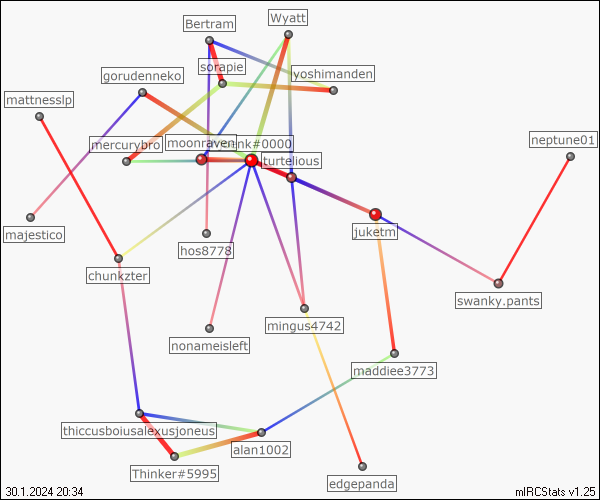 Wyatt
Bertram
sorapie
yoshimanden
gorudenneko
mattnesslp
neptune01
mercurybro
moonraven
enk#0000
turtelious
majestico
juketm
hos8778
chunkzter
swanky.pants
mingus4742
nonameisleft
maddiee3773
thiccusboiusalexusjoneus
alan1002
Thinker#5995
edgepanda
30.1.2024 20:34
mIRCStats v1.25